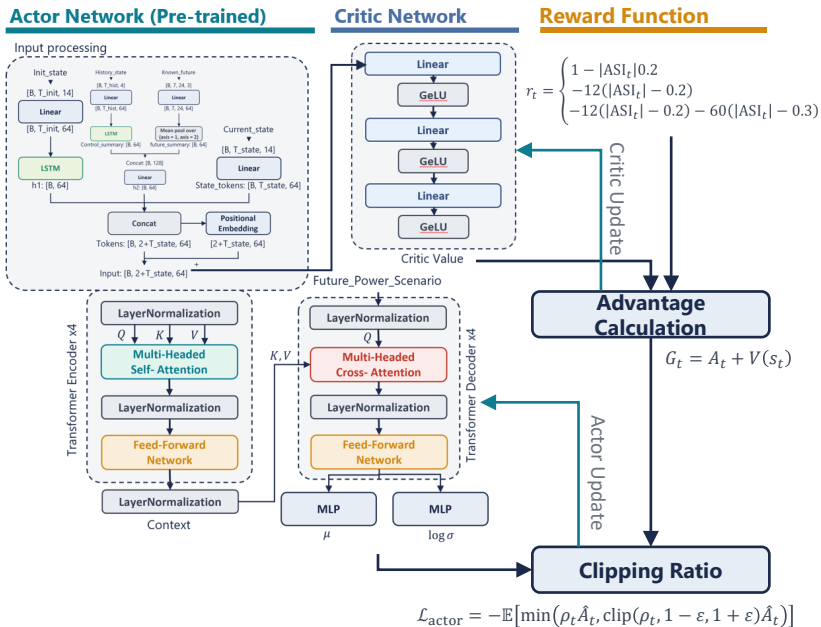 Actor Network (Pre-trained)
Critic Network
Reward Function
Input processing
Init_state
[B, T_init, 14]
Linear
[B, T_init, 64]
LSTM
h1: [B, 64]
History_state
[B, T_hist, 4]
Linear
[B, T_hist, 64]
LSTM
Control_summary: [B, 64]
Known_future
[B, 7, 24, 3]
Linear
[B, 7, 24, 64]
Mean pool over
(axis = 1, axis = 2)
future_summary: [B, 64]
Concat: [B, 128]
Linear
h2: [B, 64]
Current_state
[B, T_state, 14]
Linear
State_tokens: [B, T_state, 64]
Concat
Positional
Embedding
Tokens: [B, 2+T_state, 64]
[2+T_state, 64]
+
Input: [B, 2+T_state, 64]
Linear
GeLU
Linear
GeLU
Linear
GeLU
Critic Value
r_t = { 1 − |ASI_t|0.2
−12(|ASI_t| − 0.2)
−12(|ASI_t| − 0.2) − 60(|ASI_t| − 0.3)
Critic Update
Advantage
Calculation
G_t = A_t + V(s_t)
Transformer Encoder x4
LayerNormalization
Q K V
Multi-Headed
Self- Attention
LayerNormalization
Feed-Forward
Network
LayerNormalization
Context
K, V
Future_Power_Scenario
LayerNormalization
Q
Multi-Headed
Cross- Attention
LayerNormalization
Feed-Forward
Network
Transformer Decoder x4
MLP
μ
MLP
log σ
Actor Update
Clipping Ratio
ℒ_actor = −𝔼[min(ρ_t Â_t, clip(ρ_t, 1 − ε, 1 + ε)Â_t)]